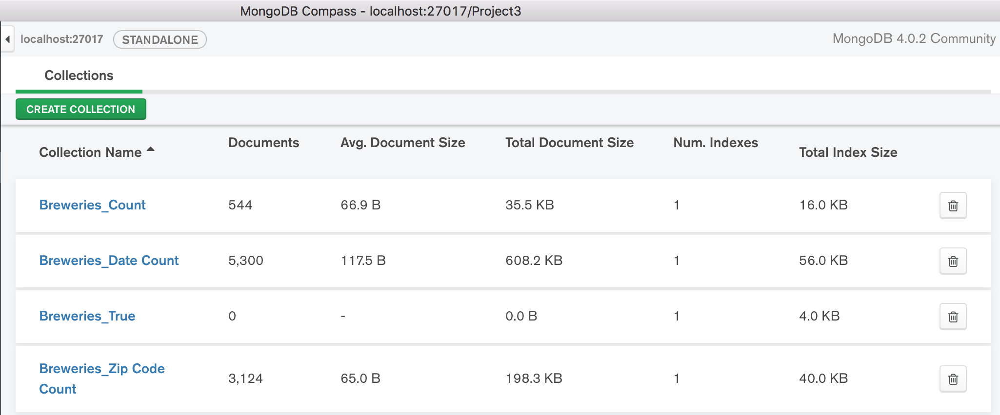 MongoDB Compass - localhost:27017/Project3
localhost:27017 STANDALONE MongoDB 4.0.2 Community
Collections
CREATE COLLECTION
Collection Name Documents Avg. Document Size Total Document Size Num. Indexes Total Index Size
Breweries_Count 544 66.9 B 35.5 KB 1 16.0 KB
Breweries_Date Count 5,300 117.5 B 608.2 KB 1 56.0 KB
Breweries_True 0 - 0.0 B 1 4.0 KB
Breweries_Zip Code
Count 3,124 65.0 B 198.3 KB 1 40.0 KB